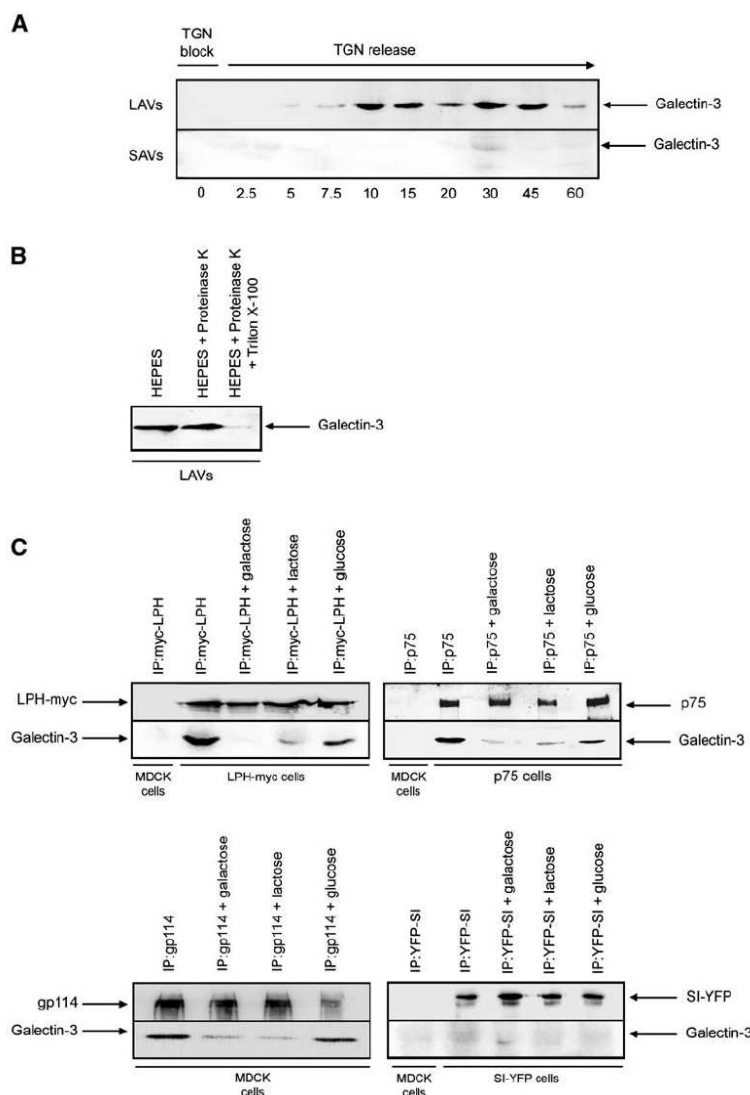 A
TGN
block
TGN release
LAVs
Galectin-3
SAVs
Galectin-3
0 2.5 5 7.5 10 15 20 30 45 60
B
HEPES
HEPES + Proteinase K
HEPES + Proteinase K
+ Triton X-100
Galectin-3
LAVs
C
IP:myc-LPH
IP:myc-LPH
IP:myc-LPH + galactose
IP:myc-LPH + lactose
IP:myc-LPH + glucose
LPH-myc
Galectin-3
MDCK
cells
LPH-myc cells
IP:p75
IP:p75
IP:p75 + galactose
IP:p75 + lactose
IP:p75 + glucose
p75
Galectin-3
MDCK
cells
p75 cells
IP:gp114
IP:gp114 + galactose
IP:gp114 + lactose
IP:gp114 + glucose
gp114
Galectin-3
MDCK
cells
IP:YFP-SI
IP:YFP-SI
IP:YFP-SI + galactose
IP:YFP-SI + lactose
IP:YFP-SI + glucose
SI-YFP
Galectin-3
MDCK
cells
SI-YFP cells